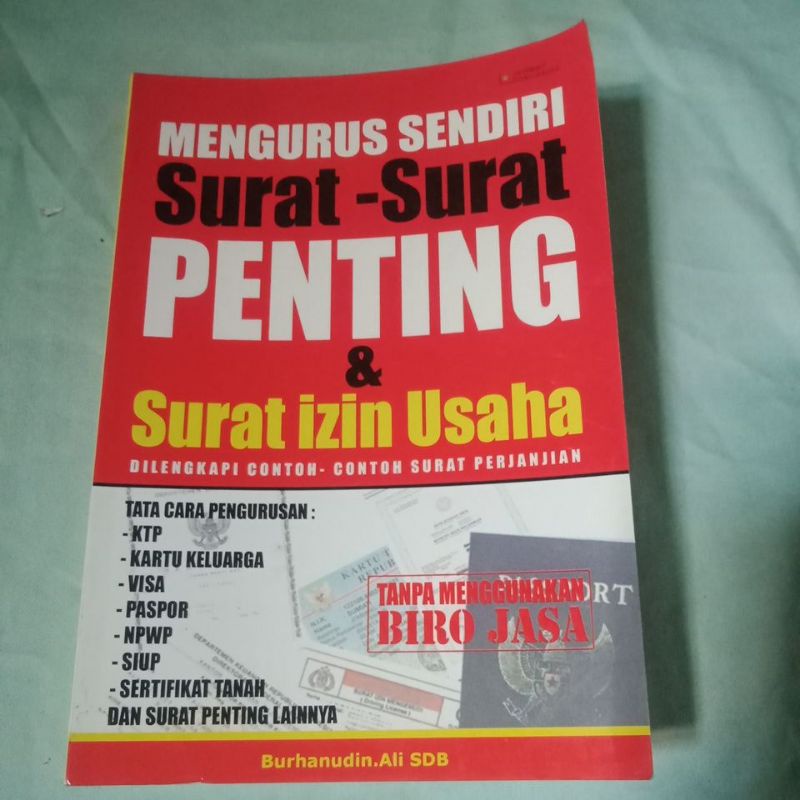 MENGURUS SENDIRI
Surat -Surat
PENTING
&
Surat izin Usaha
DILENGKAPI CONTOH- CONTOH SURAT PERJANJIAN
TATA CARA PENGURUSAN :
- KTP
- KARTU KELUARGA
- VISA
- PASPOR
- NPWP
- SIUP
- SERTIFIKAT TANAH
DAN SURAT PENTING LAINNYA
TANPA MENGGUNAKAN
BIRO JASA
Burhanudin.Ali SDB